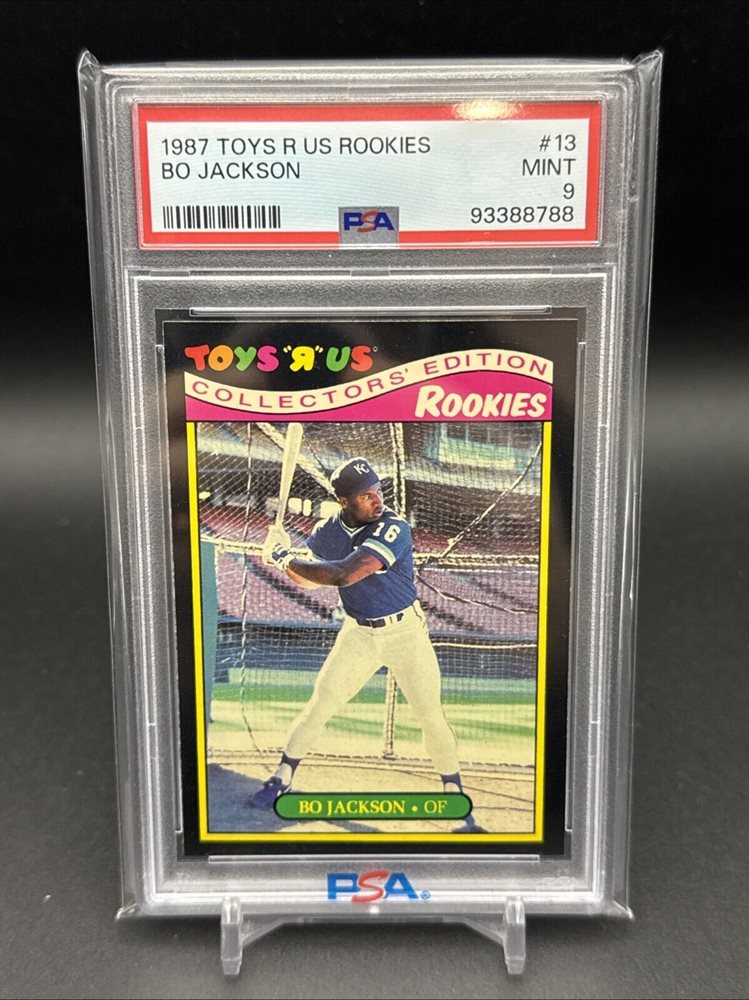 1987 TOYS R US ROOKIES #13
BO JACKSON MINT
9
PSA 93388788
TOYS "Я" US
COLLECTORS' EDITION
ROOKIES
KC
16
BO JACKSON • OF
PSA®